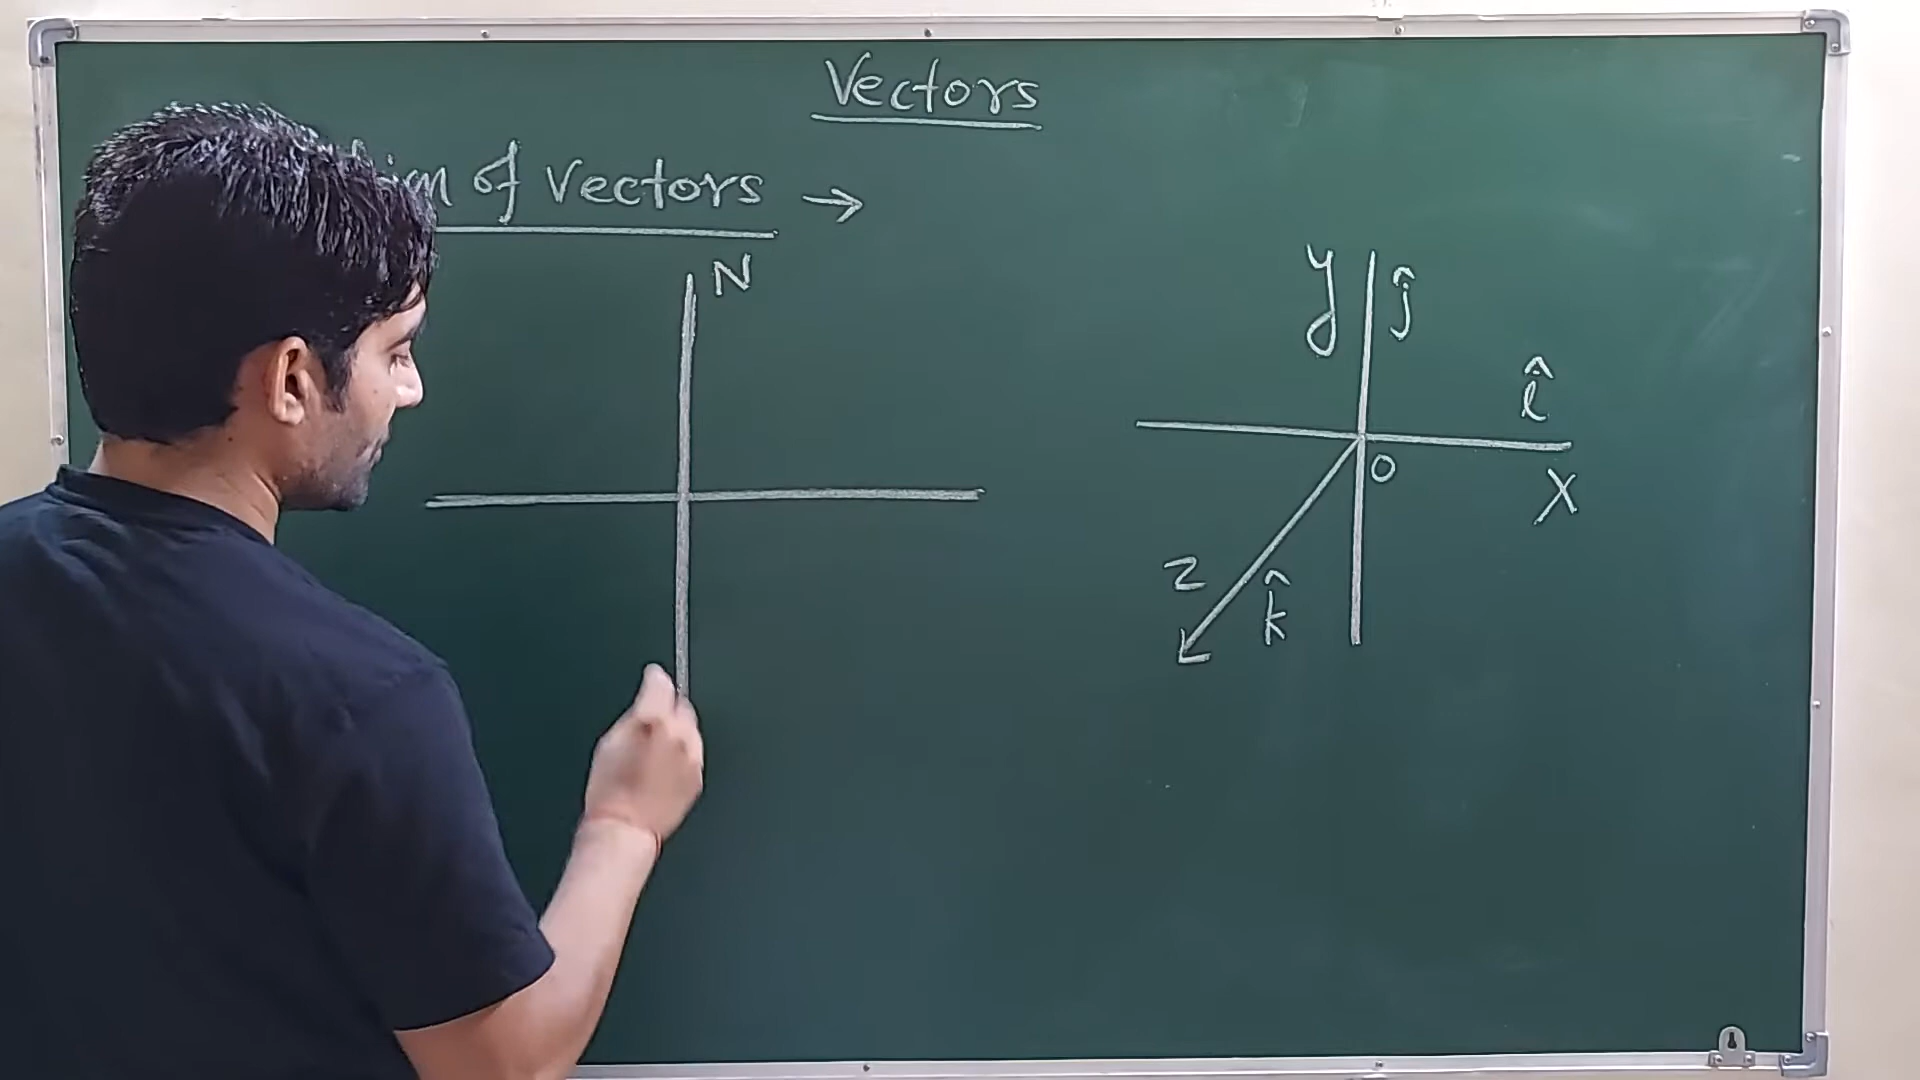 Vectors
of Vectors →
N
y ĵ
î
O
X
Z
k̂